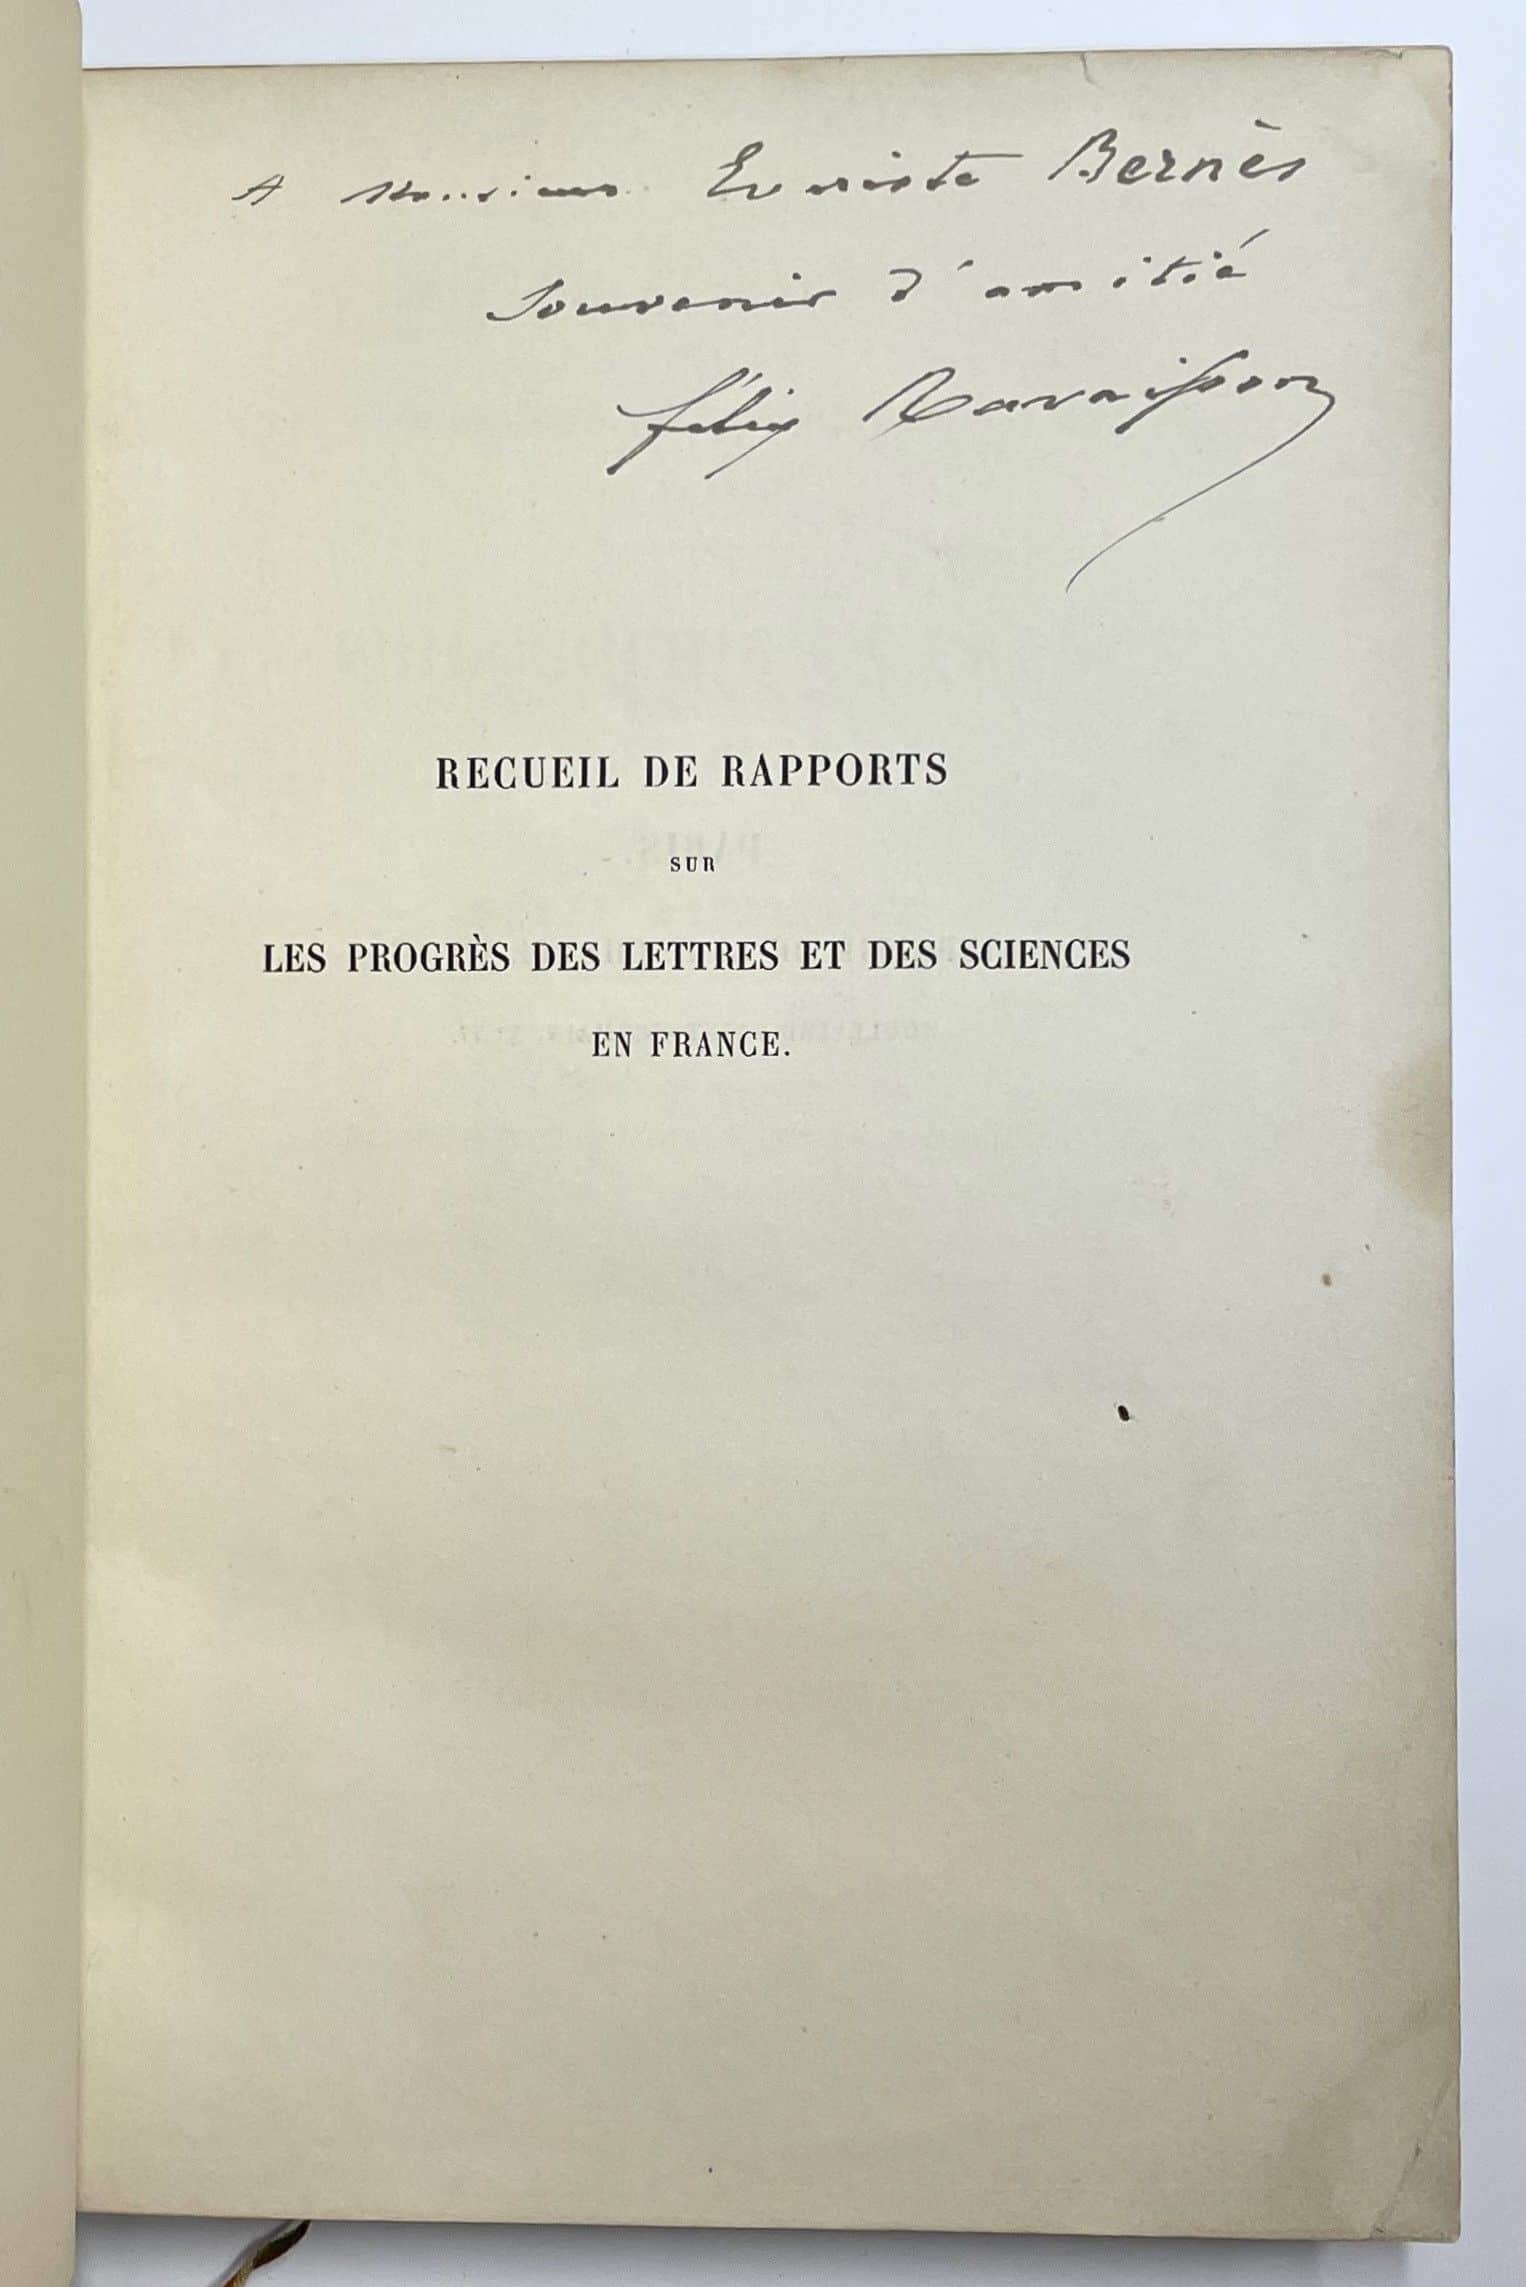 A Monsieur Evariste Bernès
Souvenir d'amitié
félix Ravaisson
RECUEIL DE RAPPORTS
SUR
LES PROGRÈS DES LETTRES ET DES SCIENCES
EN FRANCE.